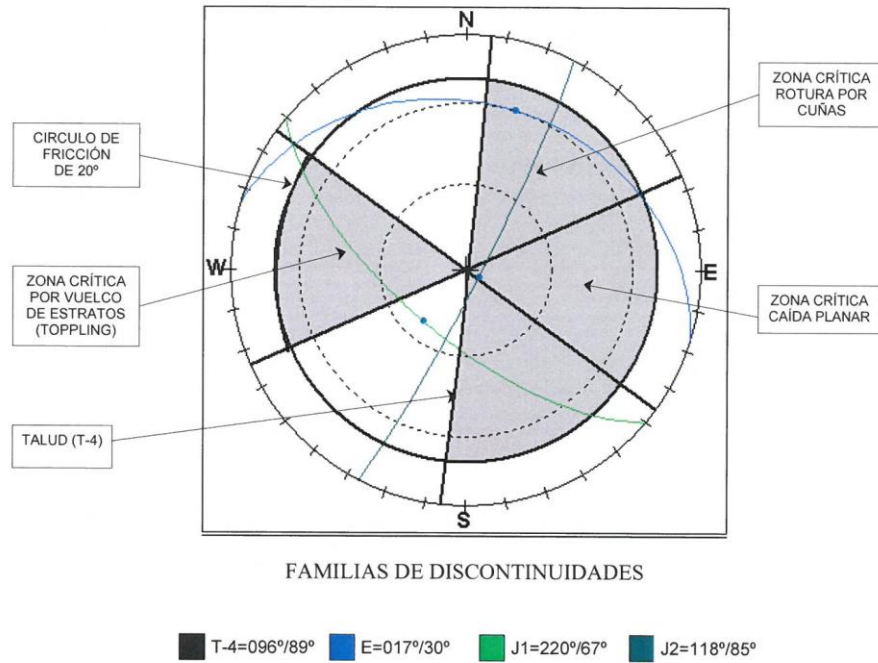 N
ZONA CRÍTICA
ROTURA POR
CUÑAS
CIRCULO DE
FRICCIÓN
DE 20º
W
E
ZONA CRÍTICA
POR VUELCO
DE ESTRATOS
(TOPPLING)
ZONA CRÍTICA
CAÍDA PLANAR
TALUD (T-4)
S
FAMILIAS DE DISCONTINUIDADES
T-4=096º/89º E=017º/30º J1=220º/67º J2=118º/85º